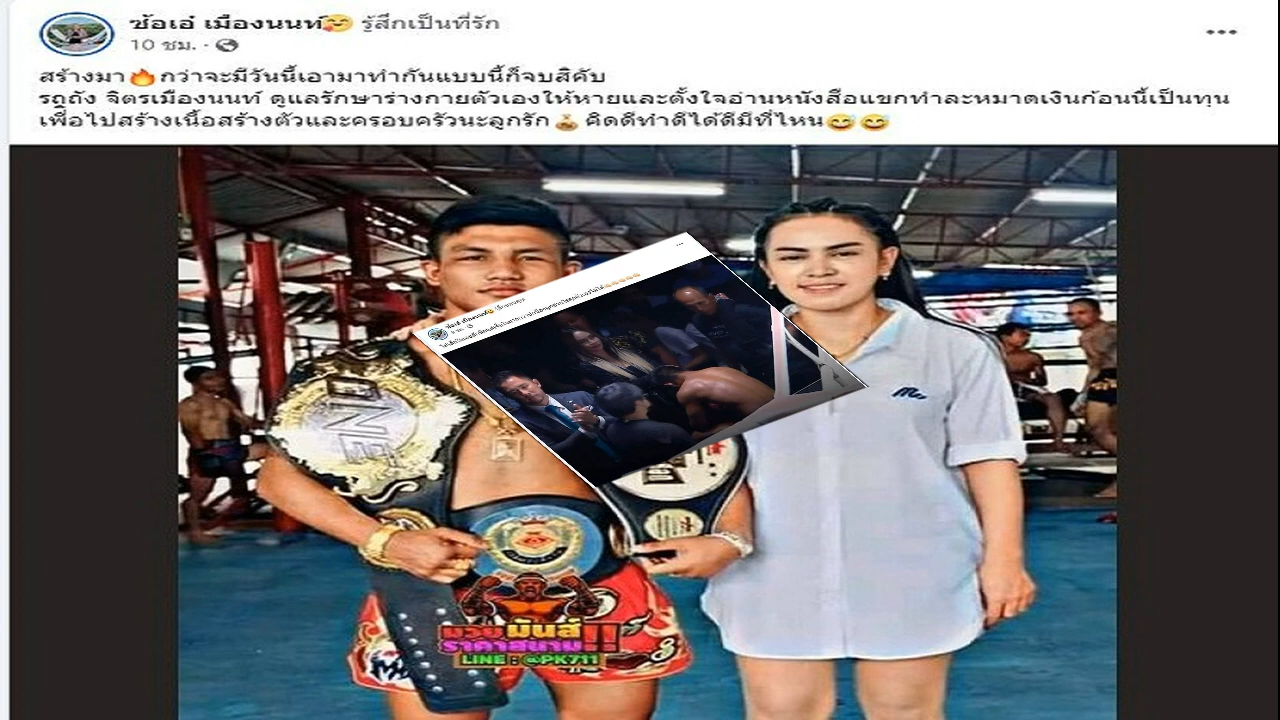 ช้อเอ๋ เมืองนนท์🥰 รู้สึกเป็นที่รัก
10 ชม. ·
สร้างมา🔥กว่าจะมีวันนี้เอามาทำกันแบบนี้ก็จบสิคับ
รถถัง จิตรเมืองนนท์ ดูแลรักษาร่างกายตัวเองให้หายและตั้งใจอ่านหนังสือแขกทำละหมาดเงินก้อนนี้เป็นทุน
เพื่อไปสร้างเนื้อสร้างตัวและครอบครัวนะลูกรัก💰คิดดีทำดีได้ดีมีที่ไหน😅😅
ONE
มวย มันส์
ราคาสนาม!!
LINE : @PK711